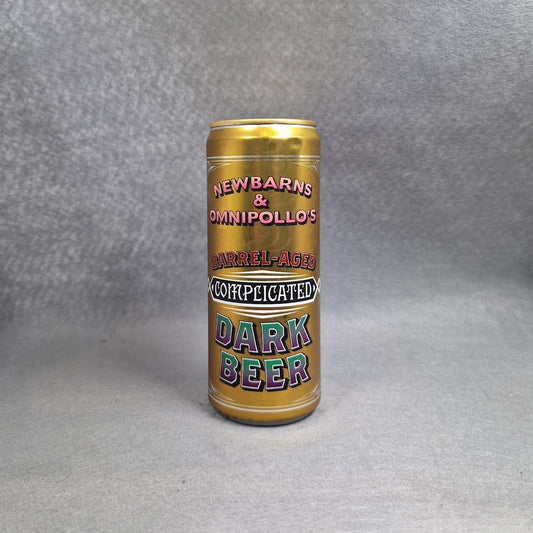 NEWBARNS
&
OMNIPOLLO'S
BARREL-AGED
COMPLICATED
DARK
BEER